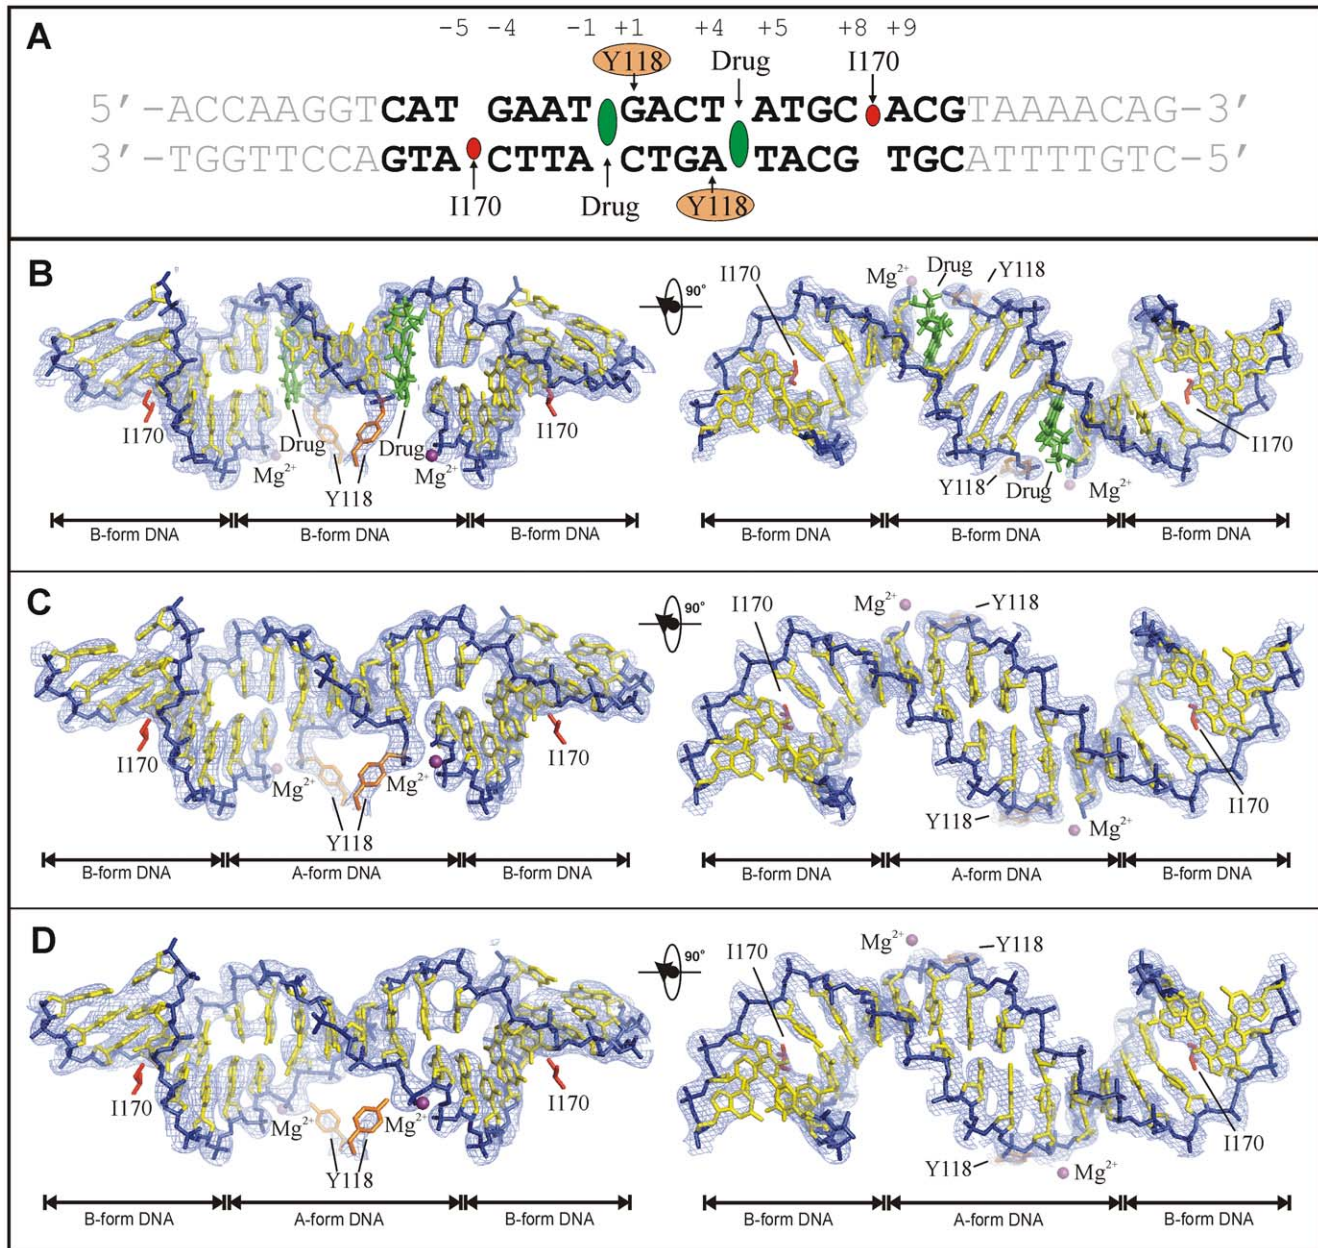 A
-5 -4 -1 +1 +4 +5 +8 +9
Y118 Drug I170
5′-ACCAAGGTCAT GAAT GACT ATGC ACGTAAAACAG-3′
3′-TGGTTCCAGTA CTTA CTGA TACG TGCATTTTGTC-5′
I170 Drug Y118
B
I170 Drug Mg2+ Y118 Drug Mg2+ I170
90°
I170 Mg2+ Drug Y118
Y118 Drug Mg2+ I170
B-form DNA B-form DNA B-form DNA
B-form DNA B-form DNA B-form DNA
C
I170 Mg2+ Y118 Mg2+ I170
90°
I170 Mg2+ Y118
Y118 Mg2+ I170
B-form DNA A-form DNA B-form DNA
B-form DNA A-form DNA B-form DNA
D
I170 Mg2+ Y118 Mg2+ I170
90°
I170 Mg2+ Y118
Y118 Mg2+ I170
B-form DNA A-form DNA B-form DNA
B-form DNA A-form DNA B-form DNA